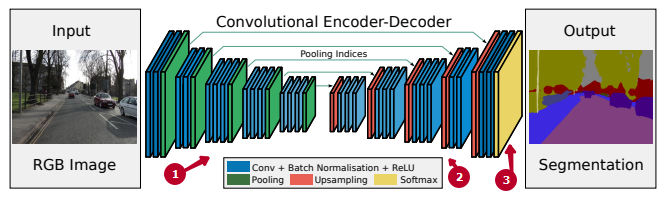 Input
RGB Image
Convolutional Encoder-Decoder
Pooling Indices
1
2
3
Conv + Batch Normalisation + ReLU
Pooling Upsampling Softmax
Output
Segmentation